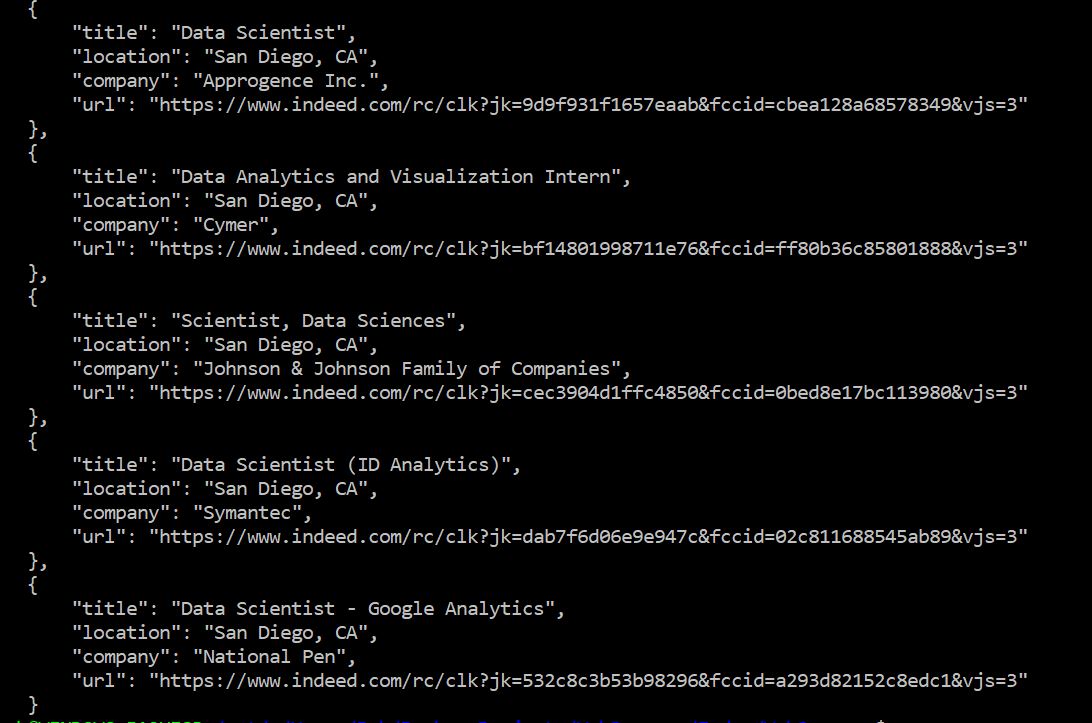 {
"title": "Data Scientist",
"location": "San Diego, CA",
"company": "Approgence Inc.",
"url": "https://www.indeed.com/rc/clk?jk=9d9f931f1657eaab&fccid=cbea128a68578349&vjs=3"
},
{
"title": "Data Analytics and Visualization Intern",
"location": "San Diego, CA",
"company": "Cymer",
"url": "https://www.indeed.com/rc/clk?jk=bf14801998711e76&fccid=ff80b36c85801888&vjs=3"
},
{
"title": "Scientist, Data Sciences",
"location": "San Diego, CA",
"company": "Johnson & Johnson Family of Companies",
"url": "https://www.indeed.com/rc/clk?jk=cec3904d1ffc4850&fccid=0bed8e17bc113980&vjs=3"
},
{
"title": "Data Scientist (ID Analytics)",
"location": "San Diego, CA",
"company": "Symantec",
"url": "https://www.indeed.com/rc/clk?jk=dab7f6d06e9e947c&fccid=02c811688545ab89&vjs=3"
},
{
"title": "Data Scientist - Google Analytics",
"location": "San Diego, CA",
"company": "National Pen",
"url": "https://www.indeed.com/rc/clk?jk=532c8c3b53b98296&fccid=a293d82152c8edc1&vjs=3"
}